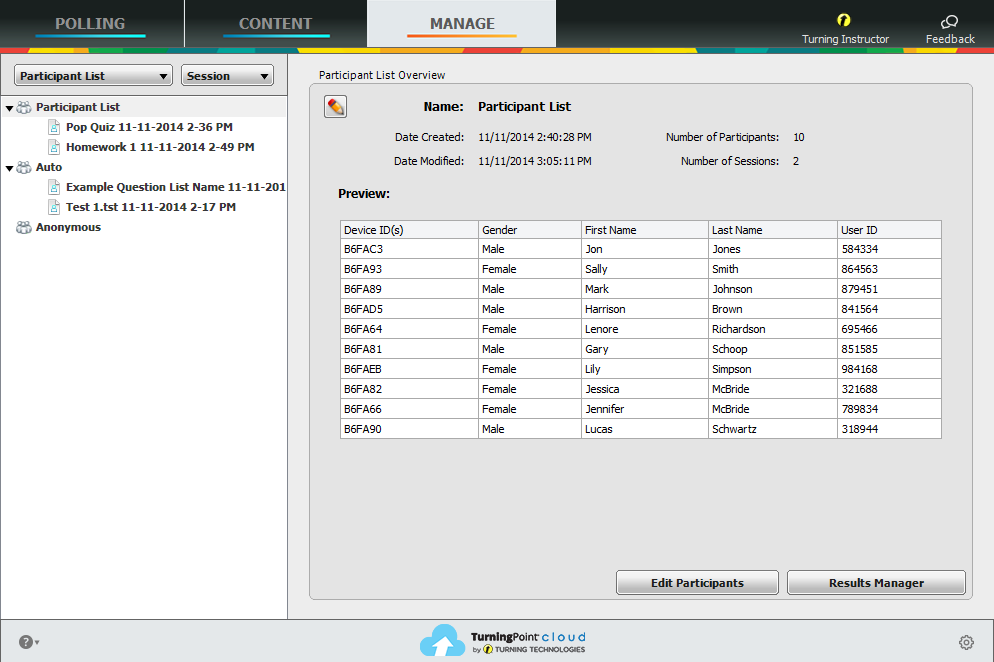 POLLING CONTENT MANAGE Turning Instructor Feedback
Participant List Session
Participant List
Pop Quiz 11-11-2014 2-36 PM
Homework 1 11-11-2014 2-49 PM
Auto
Example Question List Name 11-11-201
Test 1.tst 11-11-2014 2-17 PM
Anonymous
Participant List Overview
Name: Participant List
Date Created: 11/11/2014 2:40:28 PM Number of Participants: 10
Date Modified: 11/11/2014 3:05:11 PM Number of Sessions: 2
Preview:
Device ID(s) Gender First Name Last Name User ID
B6FAC3 Male Jon Jones 584334
B6FA93 Female Sally Smith 864563
B6FA89 Male Mark Johnson 879451
B6FAD5 Male Harrison Brown 841564
B6FA64 Female Lenore Richardson 695466
B6FA81 Male Gary Schoop 851585
B6FAEB Female Lily Simpson 984168
B6FA82 Female Jessica McBride 321688
B6FA66 Female Jennifer McBride 789834
B6FA90 Male Lucas Schwartz 318944
Edit Participants Results Manager
? TurningPoint cloud
by TURNING TECHNOLOGIES